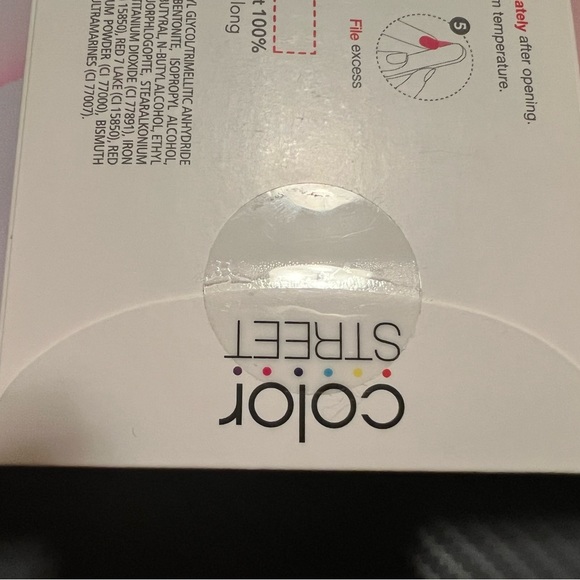 ately after opening.
m temperature.
5
File excess
t 100%
long
YL GLYCOL/TRIMELLITIC ANHYDRIDE
BENTONITE, ISOPROPYL ALCOHOL,
BUTYRAL, N-BUTYL ALCOHOL, ETHYL
ORPHLOGOPITE, STEARALKONIUM
TITANIUM DIOXIDE (CI 77891), IRON
15850), RED 7 LAKE (CI 15850), RED
UM POWDER (CI 77000), BISMUTH
ULTRAMARINES (CI 77007).
color
STREET